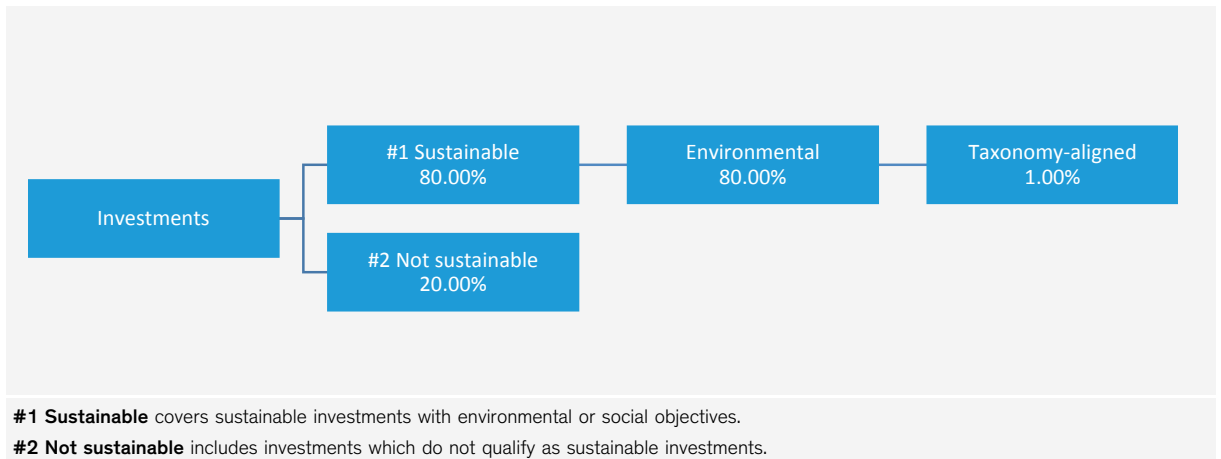 #1 Sustainable
80.00%
Environmental
80.00%
Taxonomy-aligned
1.00%
Investments
#2 Not sustainable
20.00%
#1 Sustainable covers sustainable investments with environmental or social objectives.
#2 Not sustainable includes investments which do not qualify as sustainable investments.